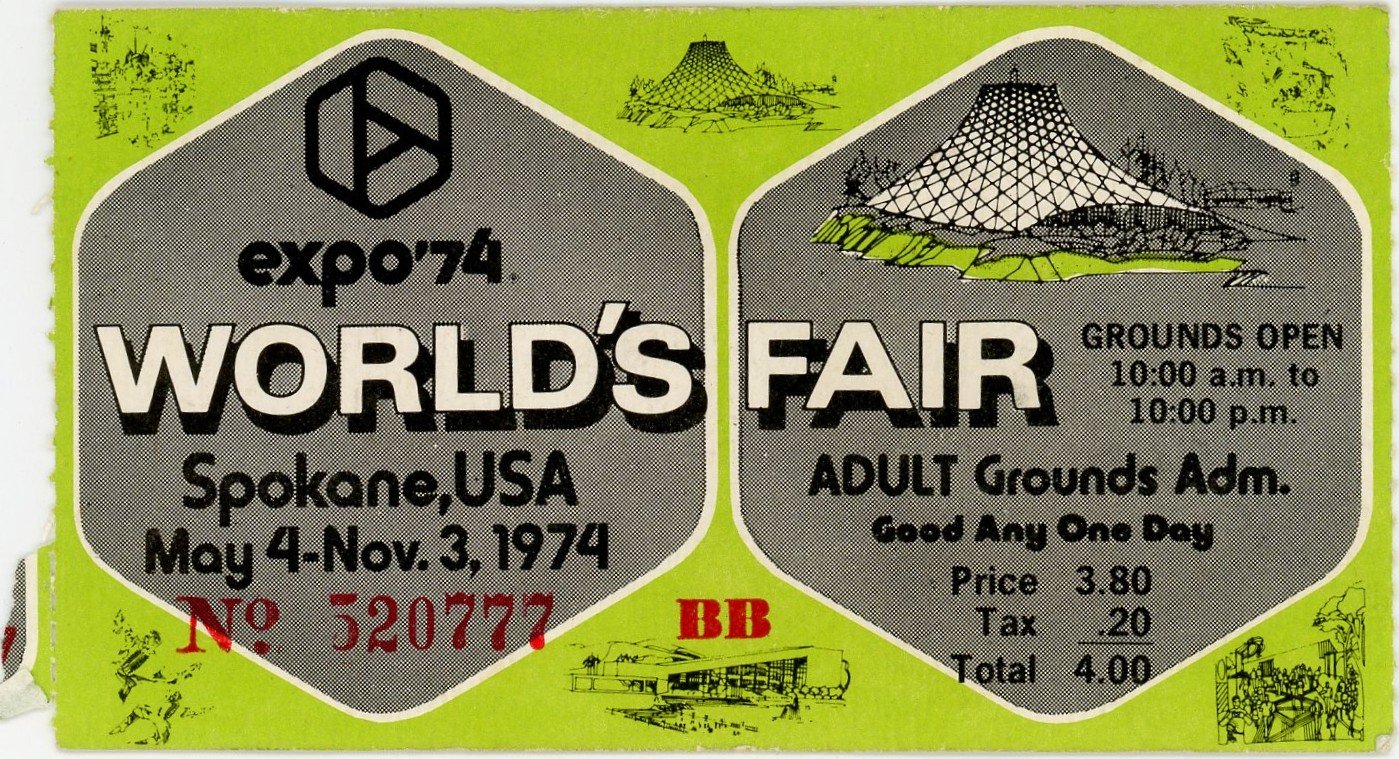 expo'74
WORLD'S FAIR
Spokane, USA
May 4-Nov. 3, 1974
No 520777
BB
GROUNDS OPEN
10:00 a.m. to
10:00 p.m.
ADULT Grounds Adm.
Good Any One Day
Price 3.80
Tax .20
Total 4.00